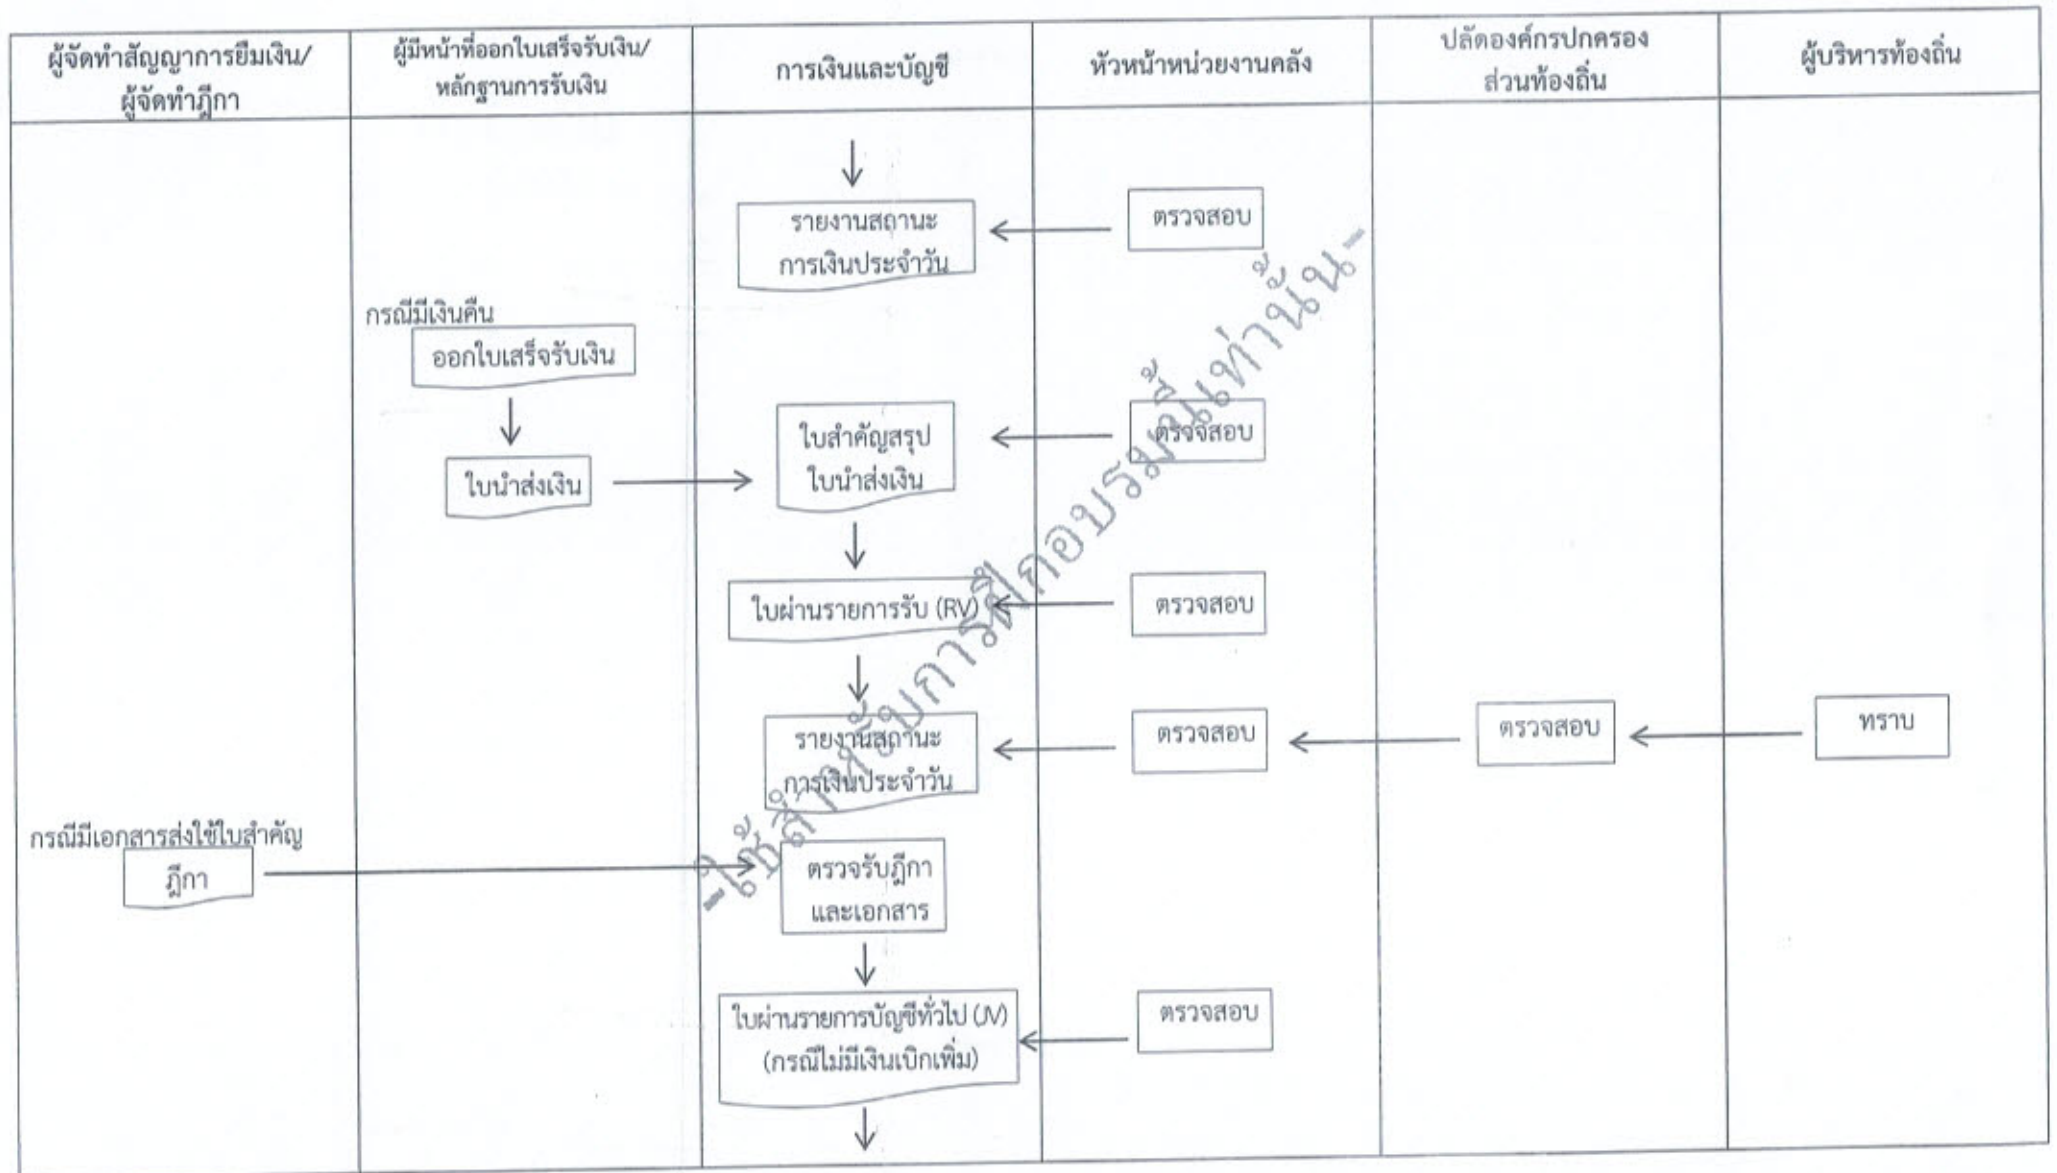 ผู้จัดทำสัญญาการยืมเงิน/
ผู้จัดทำฎีกา
ผู้มีหน้าที่ออกใบเสร็จรับเงิน/
หลักฐานการรับเงิน
การเงินและบัญชี
หัวหน้าหน่วยงานคลัง
ปลัดองค์กรปกครอง
ส่วนท้องถิ่น
ผู้บริหารท้องถิ่น
รายงานสถานะ
การเงินประจำวัน
ตรวจสอบ
กรณีมีเงินคืน
ออกใบเสร็จรับเงิน
ใบนำส่งเงิน
ใบสำคัญสรุป
ใบนำส่งเงิน
ตรวจสอบ
ใบผ่านรายการรับ (RV)
ตรวจสอบ
รายงานสถานะ
การเงินประจำวัน
ตรวจสอบ
ตรวจสอบ
ทราบ
กรณีมีเอกสารส่งใช้ใบสำคัญ
ฎีกา
ตรวจรับฎีกา
และเอกสาร
ใบผ่านรายการบัญชีทั่วไป (JV)
(กรณีไม่มีเงินเบิกเพิ่ม)
ตรวจสอบ
-ใช้สำหรับการฝึกอบรมนี้เท่านั้น-